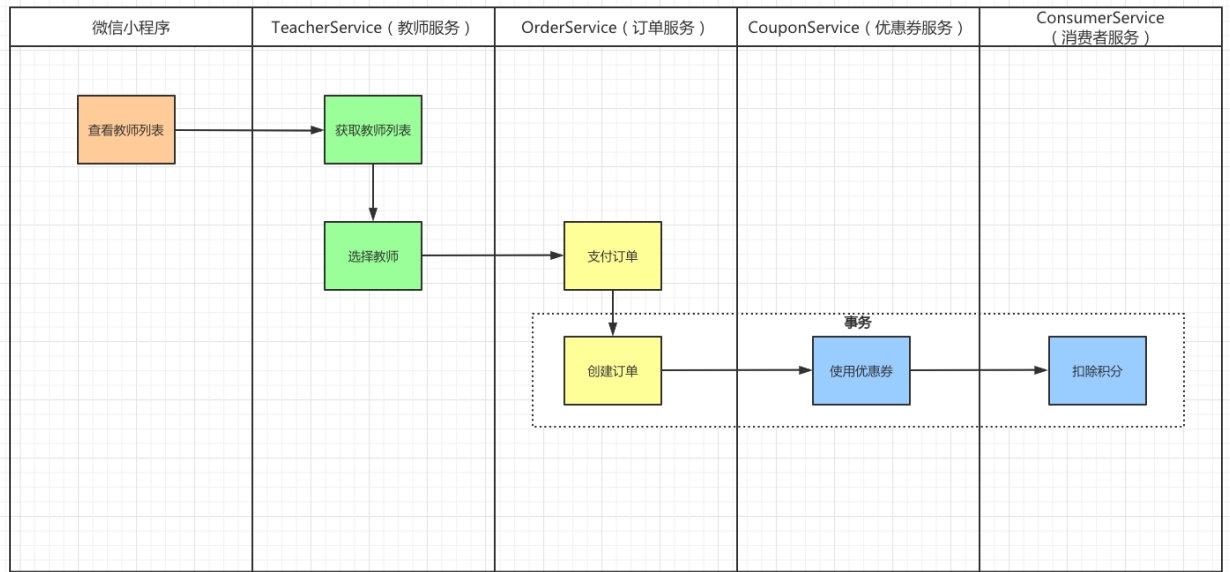 微信小程序
TeacherService（教师服务）
OrderService（订单服务）
CouponService（优惠券服务）
ConsumerService
（消费者服务）
查看教师列表
获取教师列表
选择教师
支付订单
事务
创建订单
使用优惠券
扣除积分